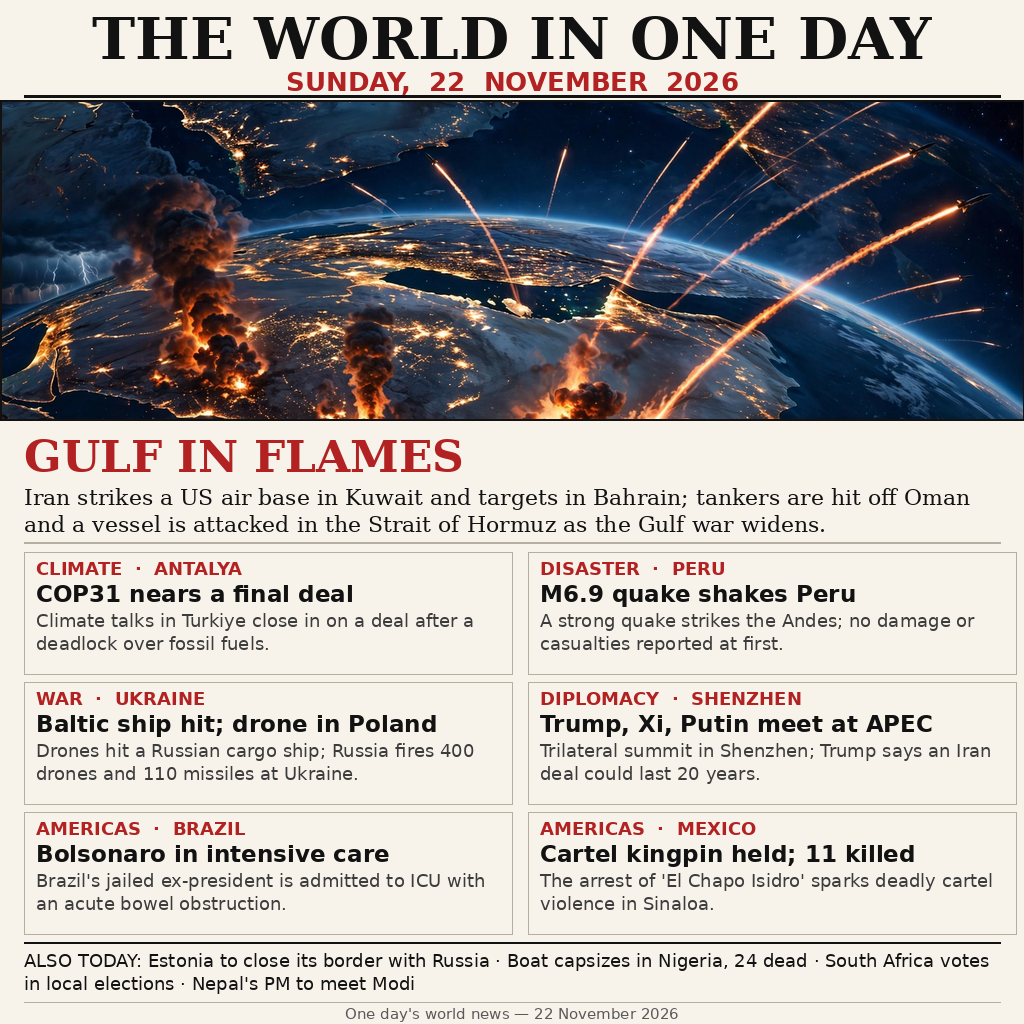 THE WORLD IN ONE DAY
SUNDAY, 22 NOVEMBER 2026
GULF IN FLAMES
Iran strikes a US air base in Kuwait and targets in Bahrain; tankers are hit off Oman
and a vessel is attacked in the Strait of Hormuz as the Gulf war widens.
CLIMATE · ANTALYA
COP31 nears a final deal
Climate talks in Turkiye close in on a deal after a
deadlock over fossil fuels.
DISASTER · PERU
M6.9 quake shakes Peru
A strong quake strikes the Andes; no damage or
casualties reported at first.
WAR · UKRAINE
Baltic ship hit; drone in Poland
Drones hit a Russian cargo ship; Russia fires 400
drones and 110 missiles at Ukraine.
DIPLOMACY · SHENZHEN
Trump, Xi, Putin meet at APEC
Trilateral summit in Shenzhen; Trump says an Iran
deal could last 20 years.
AMERICAS · BRAZIL
Bolsonaro in intensive care
Brazil's jailed ex-president is admitted to ICU with
an acute bowel obstruction.
AMERICAS · MEXICO
Cartel kingpin held; 11 killed
The arrest of 'El Chapo Isidro' sparks deadly cartel
violence in Sinaloa.
ALSO TODAY: Estonia to close its border with Russia · Boat capsizes in Nigeria, 24 dead · South Africa votes
in local elections · Nepal's PM to meet Modi
One day's world news — 22 November 2026